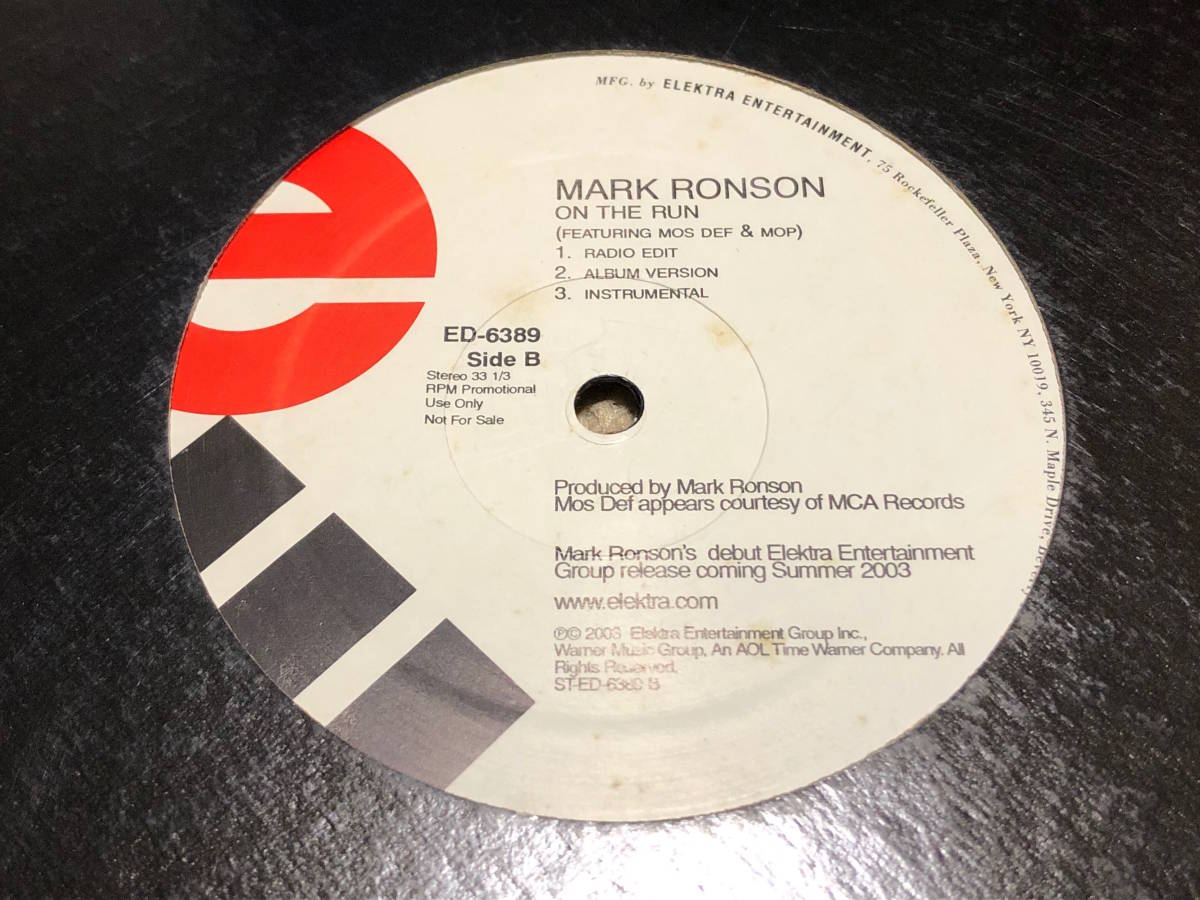 MFG. by ELEKTRA ENTERTAINMENT, 75 Rockefeller Plaza, New York NY 10019, 345 N. Maple Drive,
MARK RONSON
ON THE RUN
(FEATURING MOS DEF & MOP)
1. RADIO EDIT
2. ALBUM VERSION
3. INSTRUMENTAL
ED-6389
Side B
Stereo 33 1/3
RPM Promotional
Use Only
Not For Sale
Produced by Mark Ronson
Mos Def appears courtesy of MCA Records
Mark Ronson's debut Elektra Entertainment
Group release coming Summer 2003
www.elektra.com
℗© 2003 Elektra Entertainment Group Inc.,
Warner Music Group, An AOL Time Warner Company. All
Rights Reserved.
ST-ED-6389 B